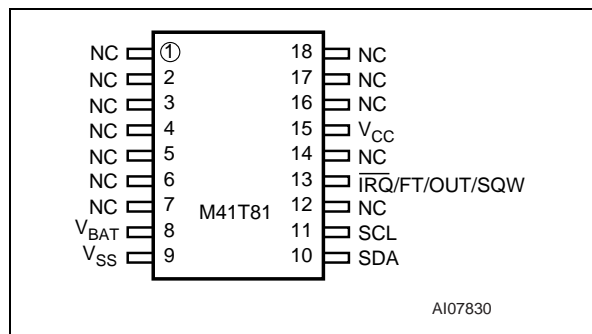 NC 1 18 NC
NC 2 17 NC
NC 3 16 NC
NC 4 15 VCC
NC 5 14 NC
NC 6 13 IRQ/FT/OUT/SQW
NC 7 M41T81 12 NC
VBAT 8 11 SCL
VSS 9 10 SDA
AI07830